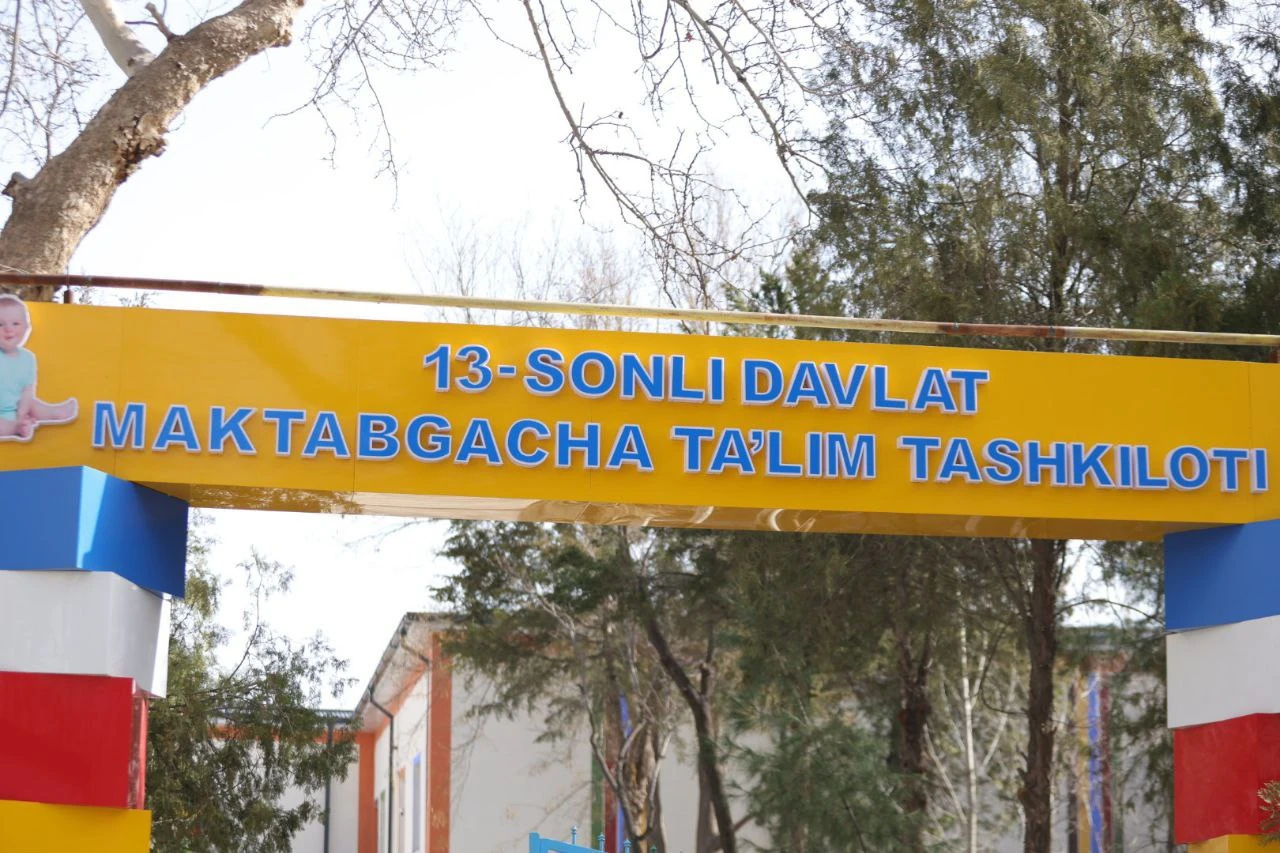 13-SONLI DAVLAT
MAKTABGACHA TA’LIM TASHKILOTI